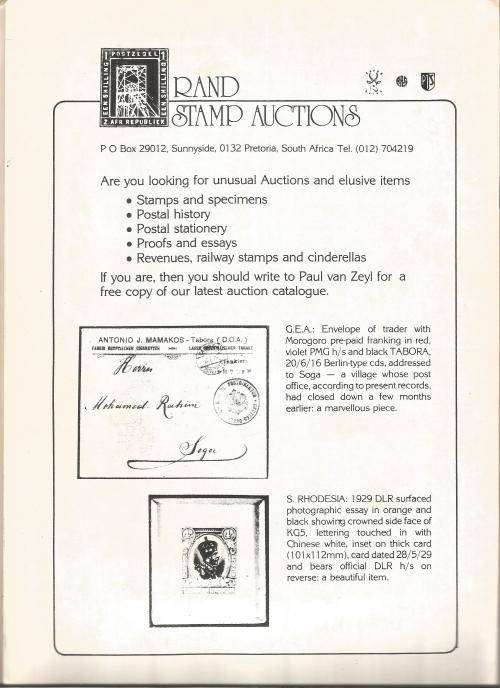 POSTZEGEL
EEN SHILLING
EEN SHILLING
Z. AFR. REPUBLIEK
RAND
STAMP AUCTIONS
PTS
P O Box 29012, Sunnyside, 0132 Pretoria, South Africa Tel. (012) 704219
Are you looking for unusual Auctions and elusive items
• Stamps and specimens
• Postal history
• Postal stationery
• Proofs and essays
• Revenues, railway stamps and cinderellas
If you are, then you should write to Paul van Zeyl for a
free copy of our latest auction catalogue.
ANTONIO J. MAMAKOS - Tabora (D.O.A.)
FABRIK EGYPTISCHER CIGARETTEN
Herrn
Mohamed Rachim
Soga
G.E.A.: Envelope of trader with
Morogoro pre-paid franking in red,
violet PMG h/s and black TABORA,
20/6/16 Berlin-type cds, addressed
to Soga — a village whose post
office, according to present records,
had closed down a few months
earlier: a marvellous piece.
S. RHODESIA: 1929 DLR surfaced
photographic essay in orange and
black showing crowned side face of
KG5, lettering touched in with
Chinese white, inset on thick card
(101x112mm), card dated 28/5/29
and bears official DLR h/s on
reverse: a beautiful item.